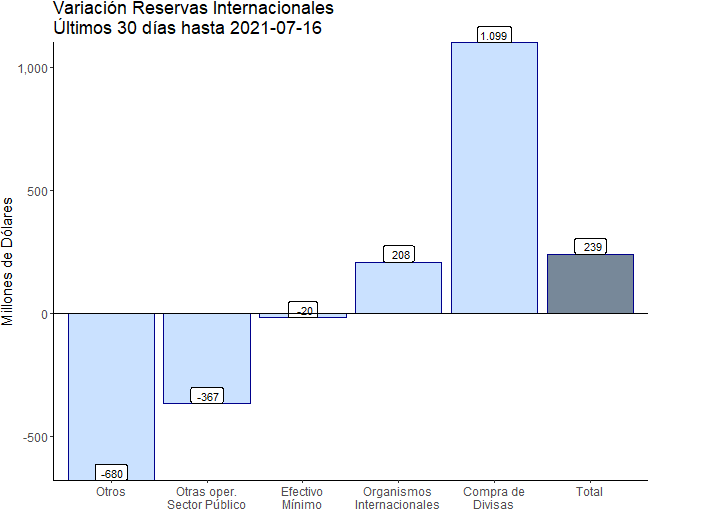 Variación Reservas Internacionales
Últimos 30 días hasta 2021-07-16
Millones de Dólares
1,000
500
0
-500
-680
-367
-20
208
1.099
239
Otros
Otras oper.
Sector Público
Efectivo
Mínimo
Organismos
Internacionales
Compra de
Divisas
Total